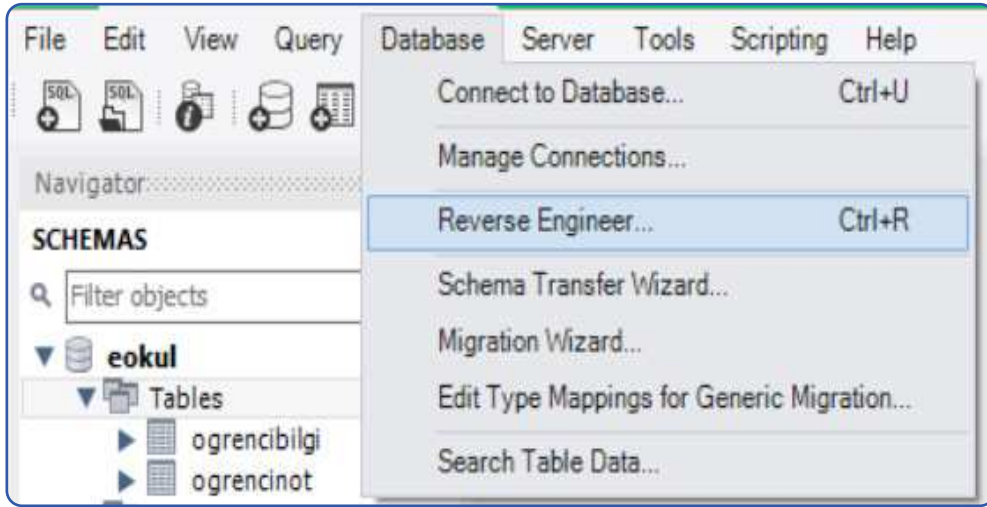 File Edit View Query Database Server Tools Scripting Help
SQL SQL
Connect to Database... Ctrl+U
Manage Connections...
Reverse Engineer... Ctrl+R
Schema Transfer Wizard...
Migration Wizard...
Edit Type Mappings for Generic Migration...
Search Table Data...
Navigator
SCHEMAS
Filter objects
eokul
Tables
ogrencibilgi
ogrencinot